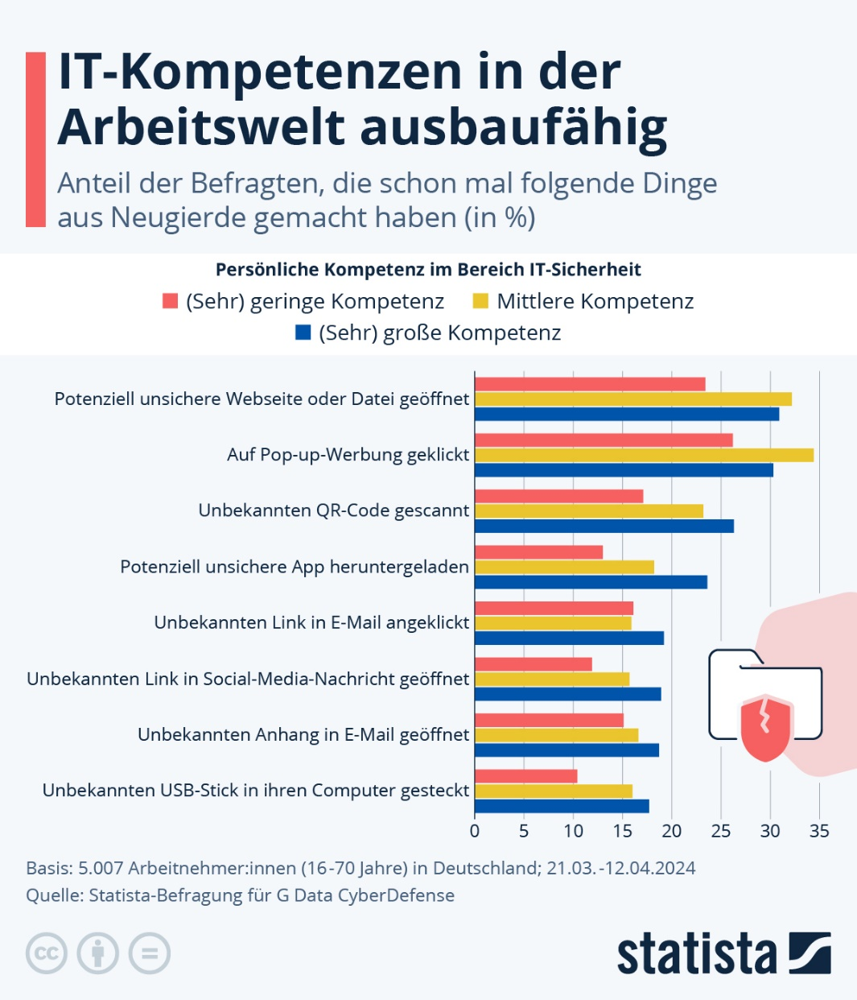 IT-Kompetenzen in der
Arbeitswelt ausbaufähig
Anteil der Befragten, die schon mal folgende Dinge
aus Neugierde gemacht haben (in %)
Persönliche Kompetenz im Bereich IT-Sicherheit
(Sehr) geringe Kompetenz Mittlere Kompetenz
(Sehr) große Kompetenz
Potenziell unsichere Webseite oder Datei geöffnet
Auf Pop-up-Werbung geklickt
Unbekannten QR-Code gescannt
Potenziell unsichere App heruntergeladen
Unbekannten Link in E-Mail angeklickt
Unbekannten Link in Social-Media-Nachricht geöffnet
Unbekannten Anhang in E-Mail geöffnet
Unbekannten USB-Stick in ihren Computer gesteckt
0 5 10 15 20 25 30 35
Basis: 5.007 Arbeitnehmer:innen (16-70 Jahre) in Deutschland; 21.03.-12.04.2024
Quelle: Statista-Befragung für G Data CyberDefense
cc
statista